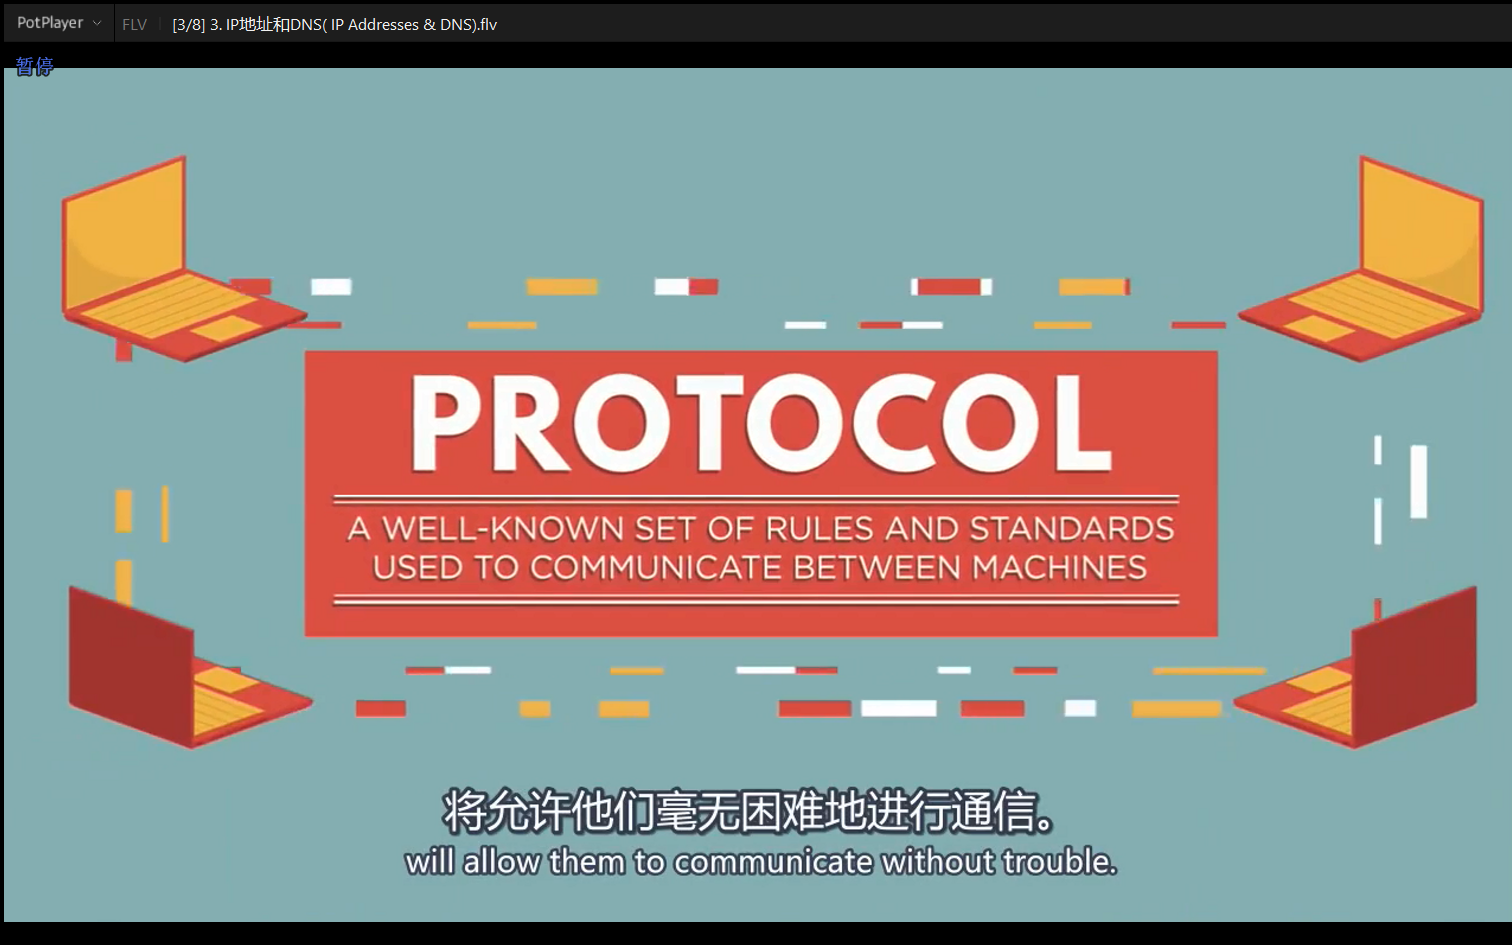 PotPlayer FLV [3/8] 3. IP地址和DNS( IP Addresses & DNS).flv
暂停
PROTOCOL
A WELL-KNOWN SET OF RULES AND STANDARDS
USED TO COMMUNICATE BETWEEN MACHINES
将允许他们毫无困难地进行通信。
will allow them to communicate without trouble.